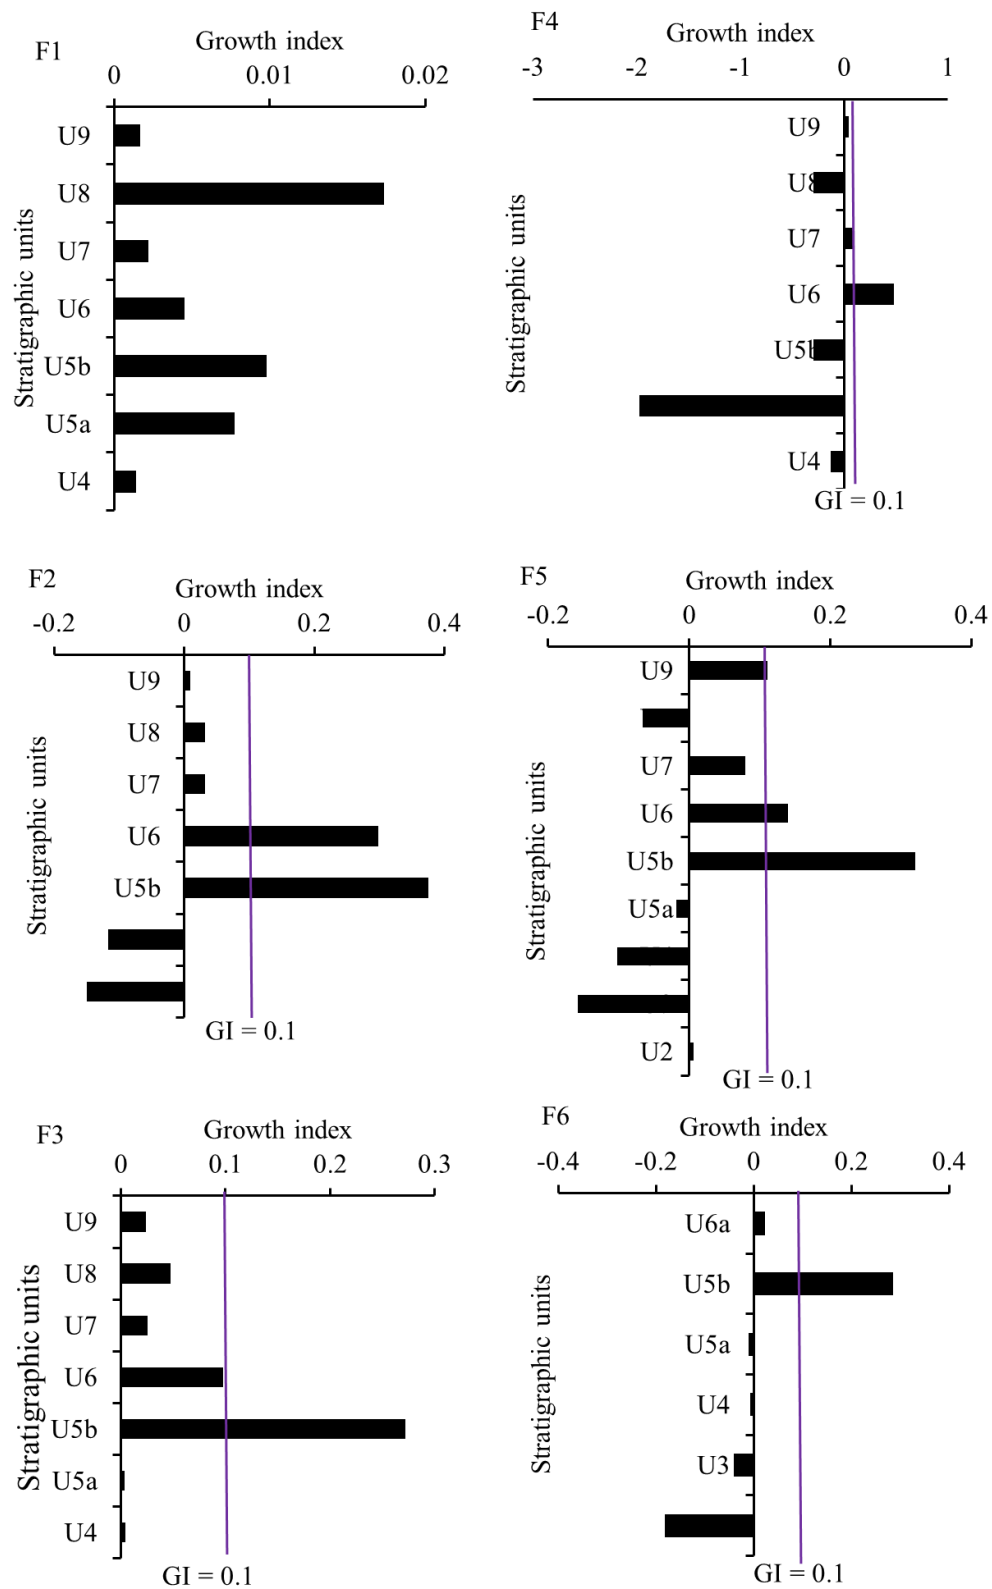 F1
Growth index
0 0.01 0.02
Stratigraphic units
U9
U8
U7
U6
U5b
U5a
U4
F4
Growth index
-3 -2 -1 0 1
Stratigraphic units
U9
U8
U7
U6
U5b
U4
GI = 0.1
F2
Growth index
-0.2 0 0.2 0.4
Stratigraphic units
U9
U8
U7
U6
U5b
GI = 0.1
F5
Growth index
-0.2 0 0.2 0.4
Stratigraphic units
U9
U7
U6
U5b
U5a
U2
GI = 0.1
F3
Growth index
0 0.1 0.2 0.3
Stratigraphic units
U9
U8
U7
U6
U5b
U5a
U4
GI = 0.1
F6
Growth index
-0.4 -0.2 0 0.2 0.4
Stratigraphic units
U6a
U5b
U5a
U4
U3
GI = 0.1